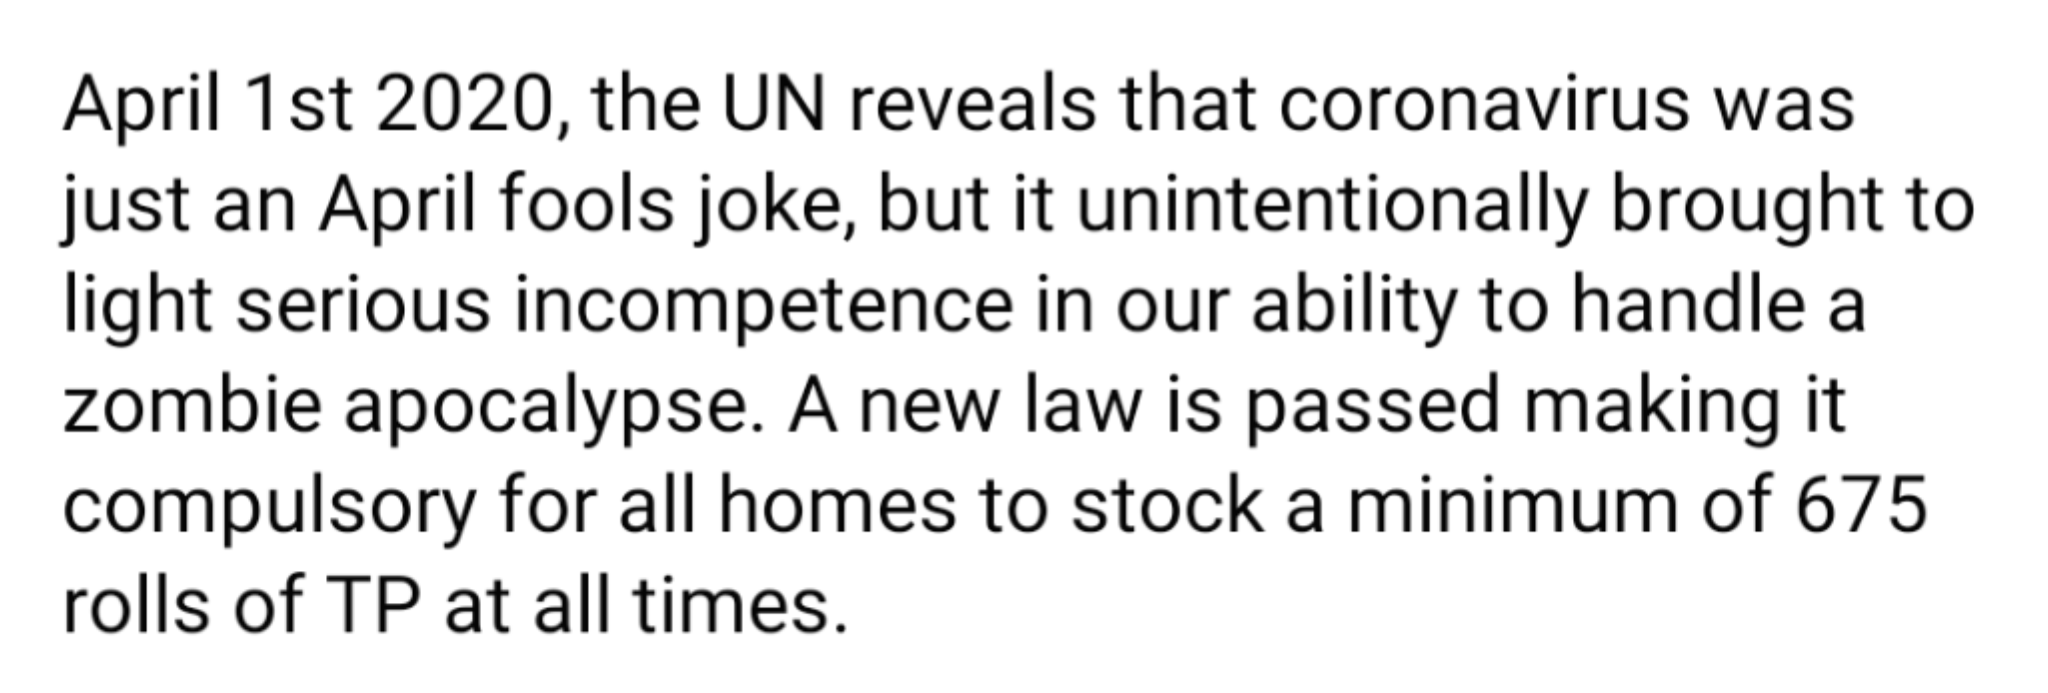 April 1st 2020, the UN reveals that coronavirus was
just an April fools joke, but it unintentionally brought to
light serious incompetence in our ability to handle a
zombie apocalypse. A new law is passed making it
compulsory for all homes to stock a minimum of 675
rolls of TP at all times.